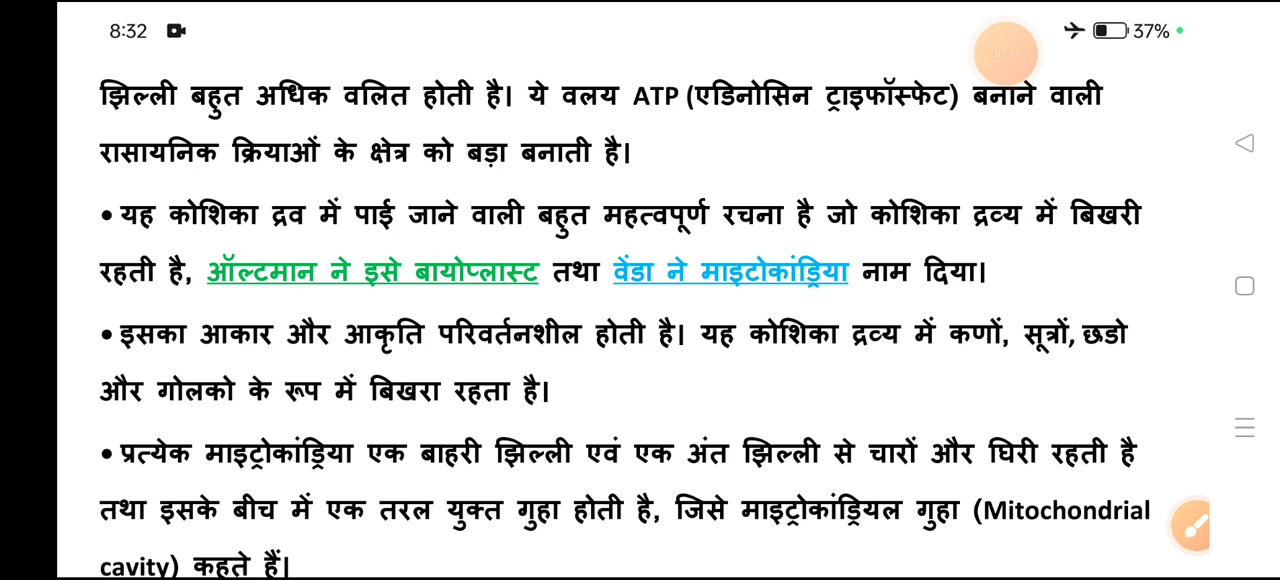 8:32
37%
झिल्ली बहुत अधिक वलित होती है। ये वलय ATP (एडिनोसिन ट्राइफॉस्फेट) बनाने वाली
रासायनिक क्रियाओं के क्षेत्र को बड़ा बनाती है।
• यह कोशिका द्रव में पाई जाने वाली बहुत महत्वपूर्ण रचना है जो कोशिका द्रव्य में बिखरी
रहती है, ऑल्टमान ने इसे बायोप्लास्ट तथा वेंडा ने माइटोकांड्रिया नाम दिया।
• इसका आकार और आकृति परिवर्तनशील होती है। यह कोशिका द्रव्य में कणों, सूत्रों, छडो
और गोलको के रूप में बिखरा रहता है।
• प्रत्येक माइट्रोकांड्रिया एक बाहरी झिल्ली एवं एक अंत झिल्ली से चारों और घिरी रहती है
तथा इसके बीच में एक तरल युक्त गुहा होती है, जिसे माइट्रोकांड्रियल गुहा (Mitochondrial
cavity) कहते हैं।